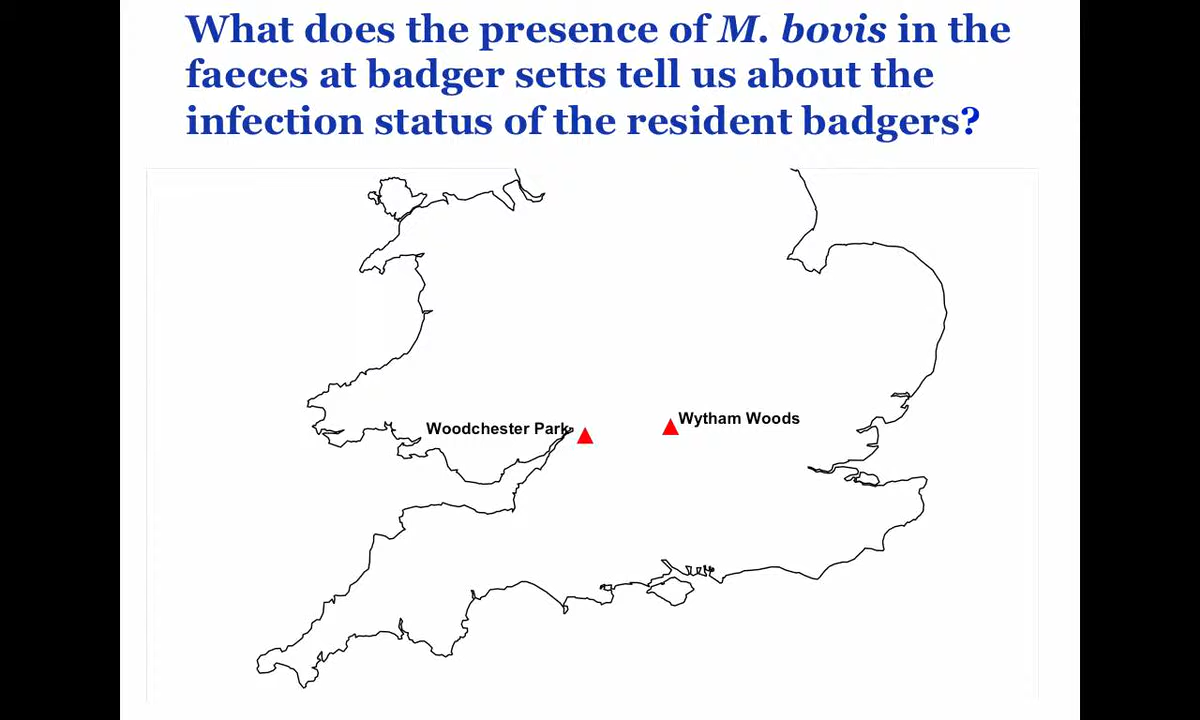 What does the presence of M. bovis in the
faeces at badger setts tell us about the
infection status of the resident badgers?
Woodchester Park
Wytham Woods